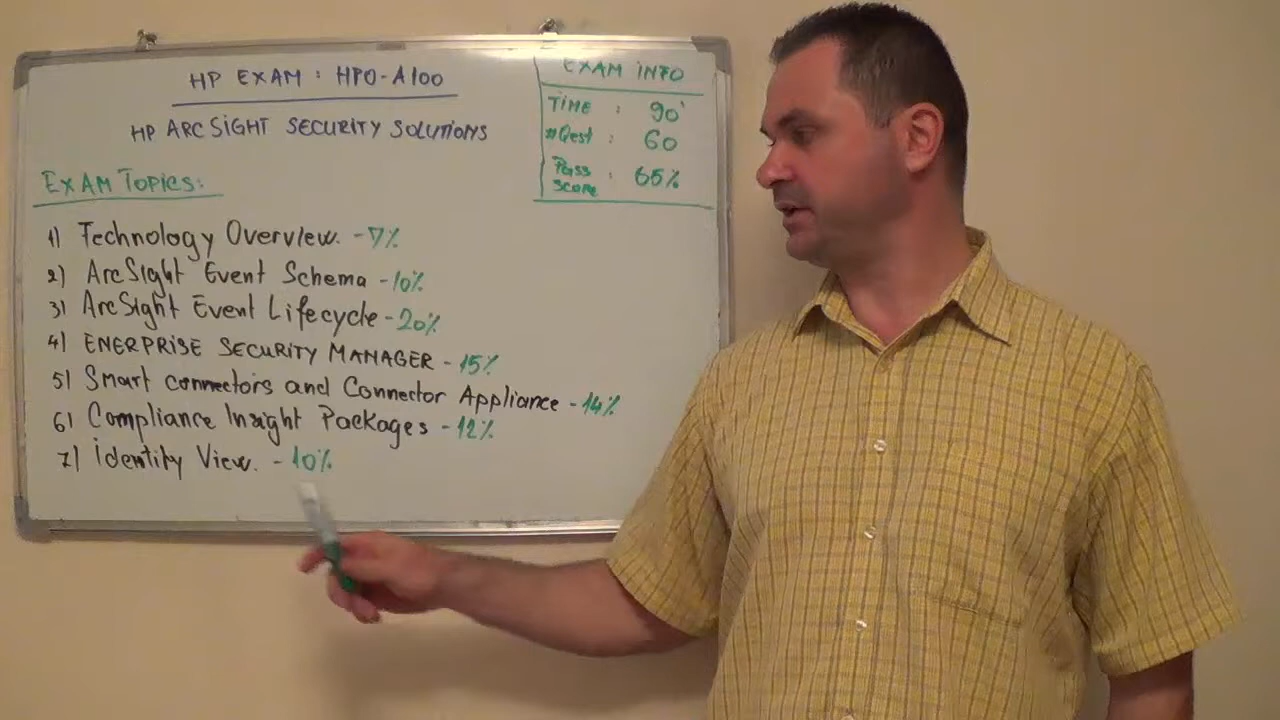 HP EXAM : HP0-A100
HP ARCSIGHT SECURITY SOLUTIONS
EXAM INFO
TIME : 90'
#Qest : 60
Pass score : 65%
EXAM TOPICS:
1) Technology Overview. - 7%
2) ArcSight Event Schema - 10%
3) ArcSight Event Lifecycle - 20%
4) ENERPRISE SECURITY MANAGER - 15%
5) Smart connectors and Connector Appliance - 14%
6) Compliance Insight Packages - 12%
7) Identity View. - 10%